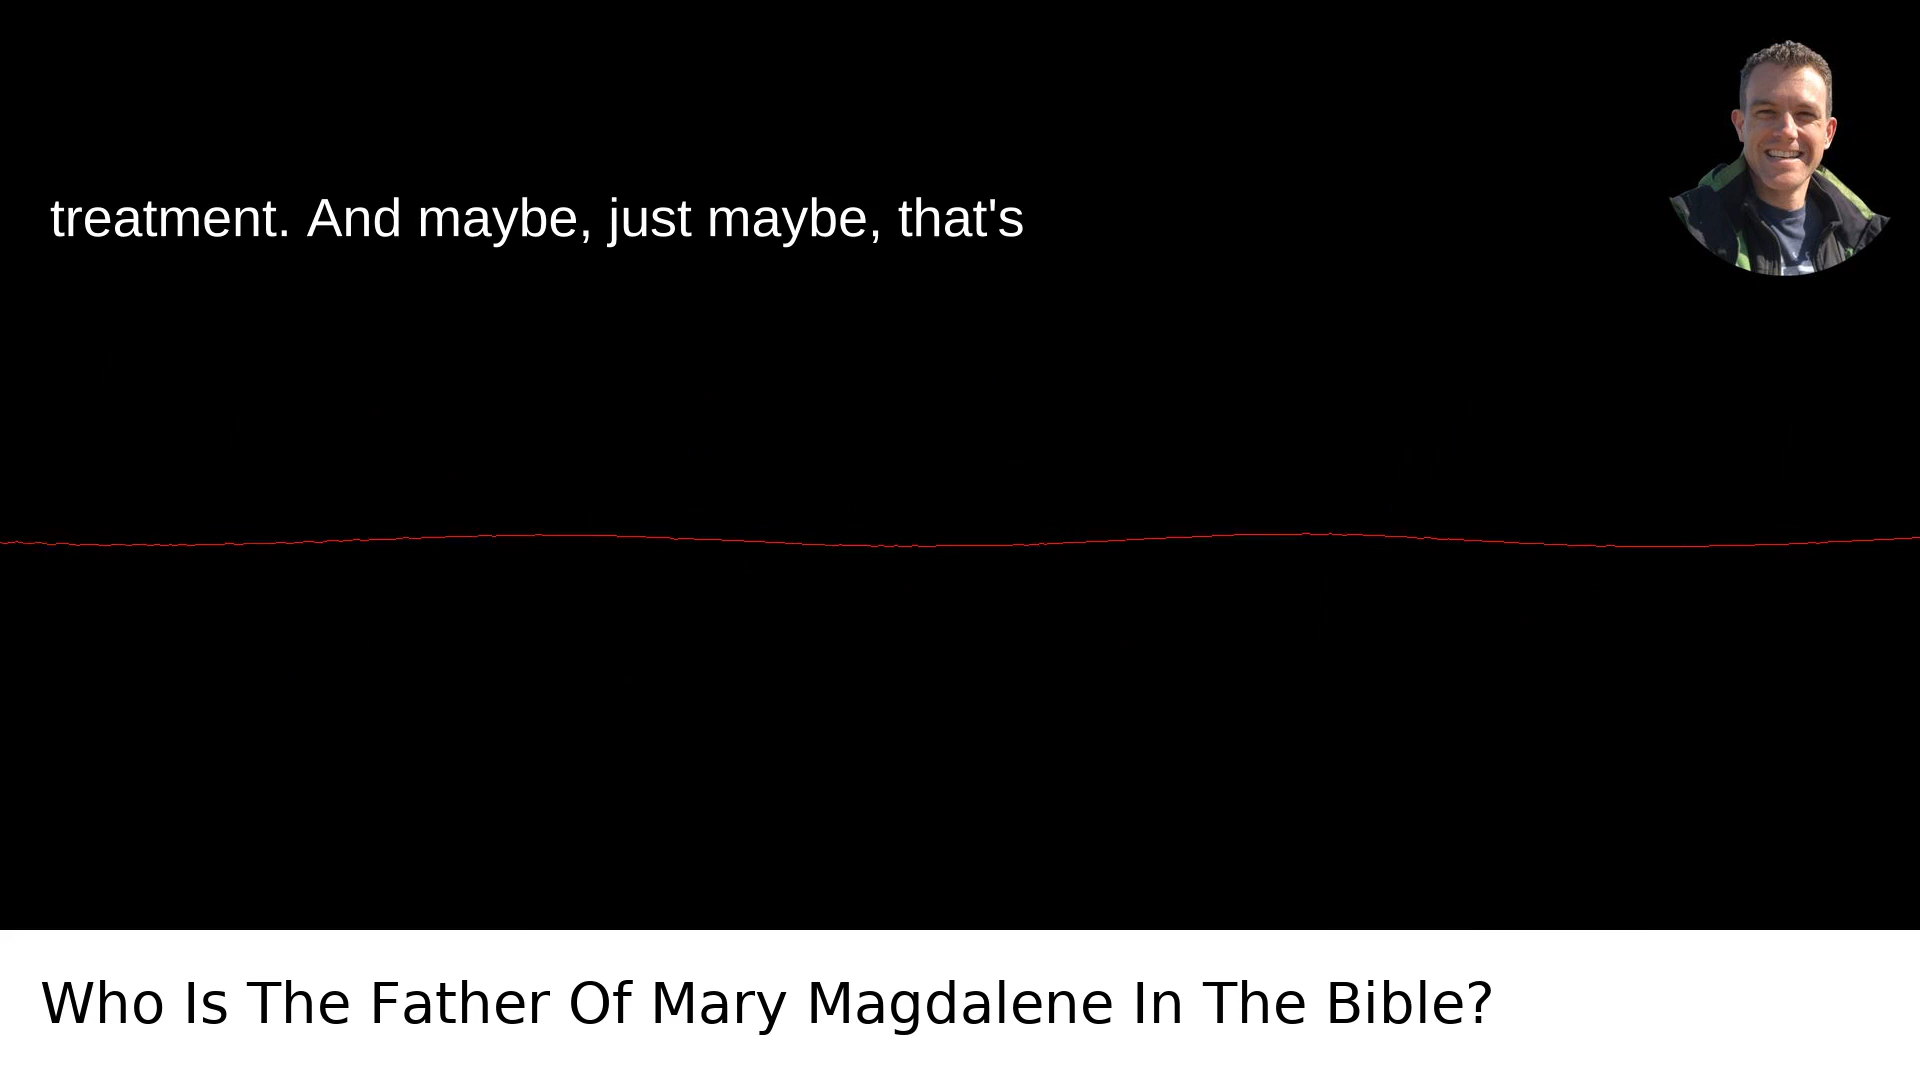 treatment. And maybe, just maybe, that's
Who Is The Father Of Mary Magdalene In The Bible?